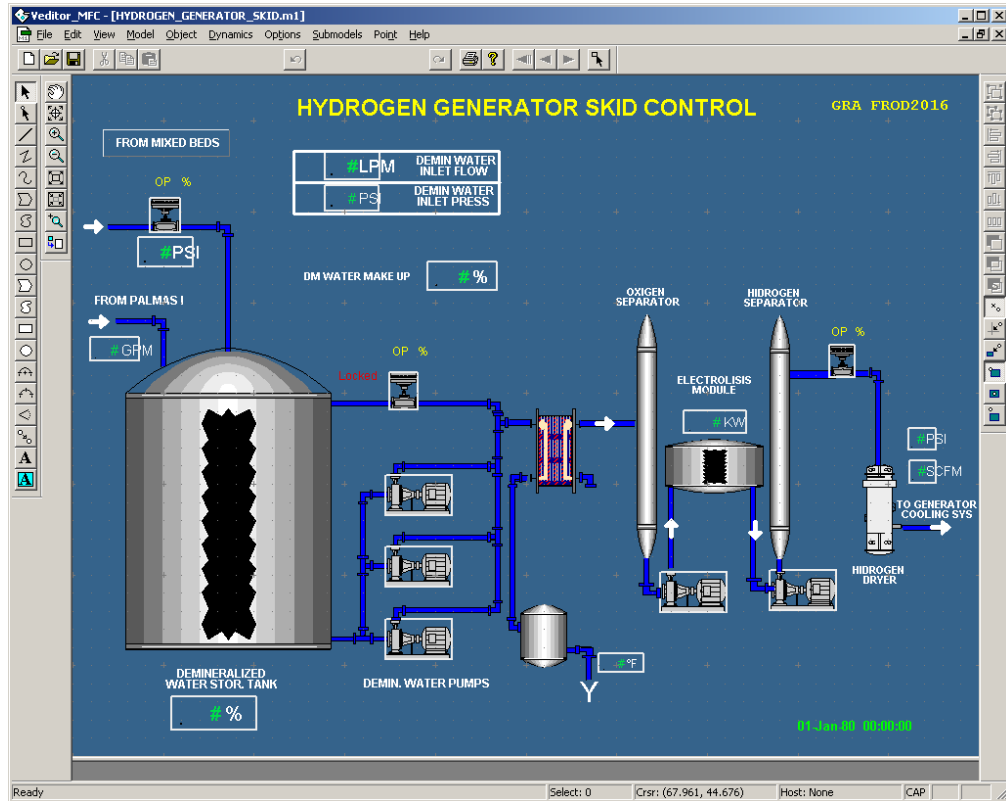 Veditor_MFC - [HYDROGEN_GENERATOR_SKID.m1]
File Edit View Model Object Dynamics Options Submodels Point Help
HYDROGEN GENERATOR SKID CONTROL
GRA FROD2016
FROM MIXED BEDS
#LPM DEMIN WATER
INLET FLOW
#PSI DEMIN WATER
INLET PRESS
OP %
#PSI
DM WATER MAKE UP #%
FROM PALMAS I
#GPM
OXIGEN
SEPARATOR
HIDROGEN
SEPARATOR
OP %
OP %
Locked
ELECTROLISIS
MODULE
#KW
#PSI
#SCFM
TO GENERATOR
COOLING SYS
HIDROGEN
DRYER
DEMINERALIZED
WATER STOR. TANK
#%
DEMIN. WATER PUMPS
#ºF
01-Jan-80 00:00:00
A
A
Ready Select: 0 Crsr: (67.961, 44.676) Host: None CAP